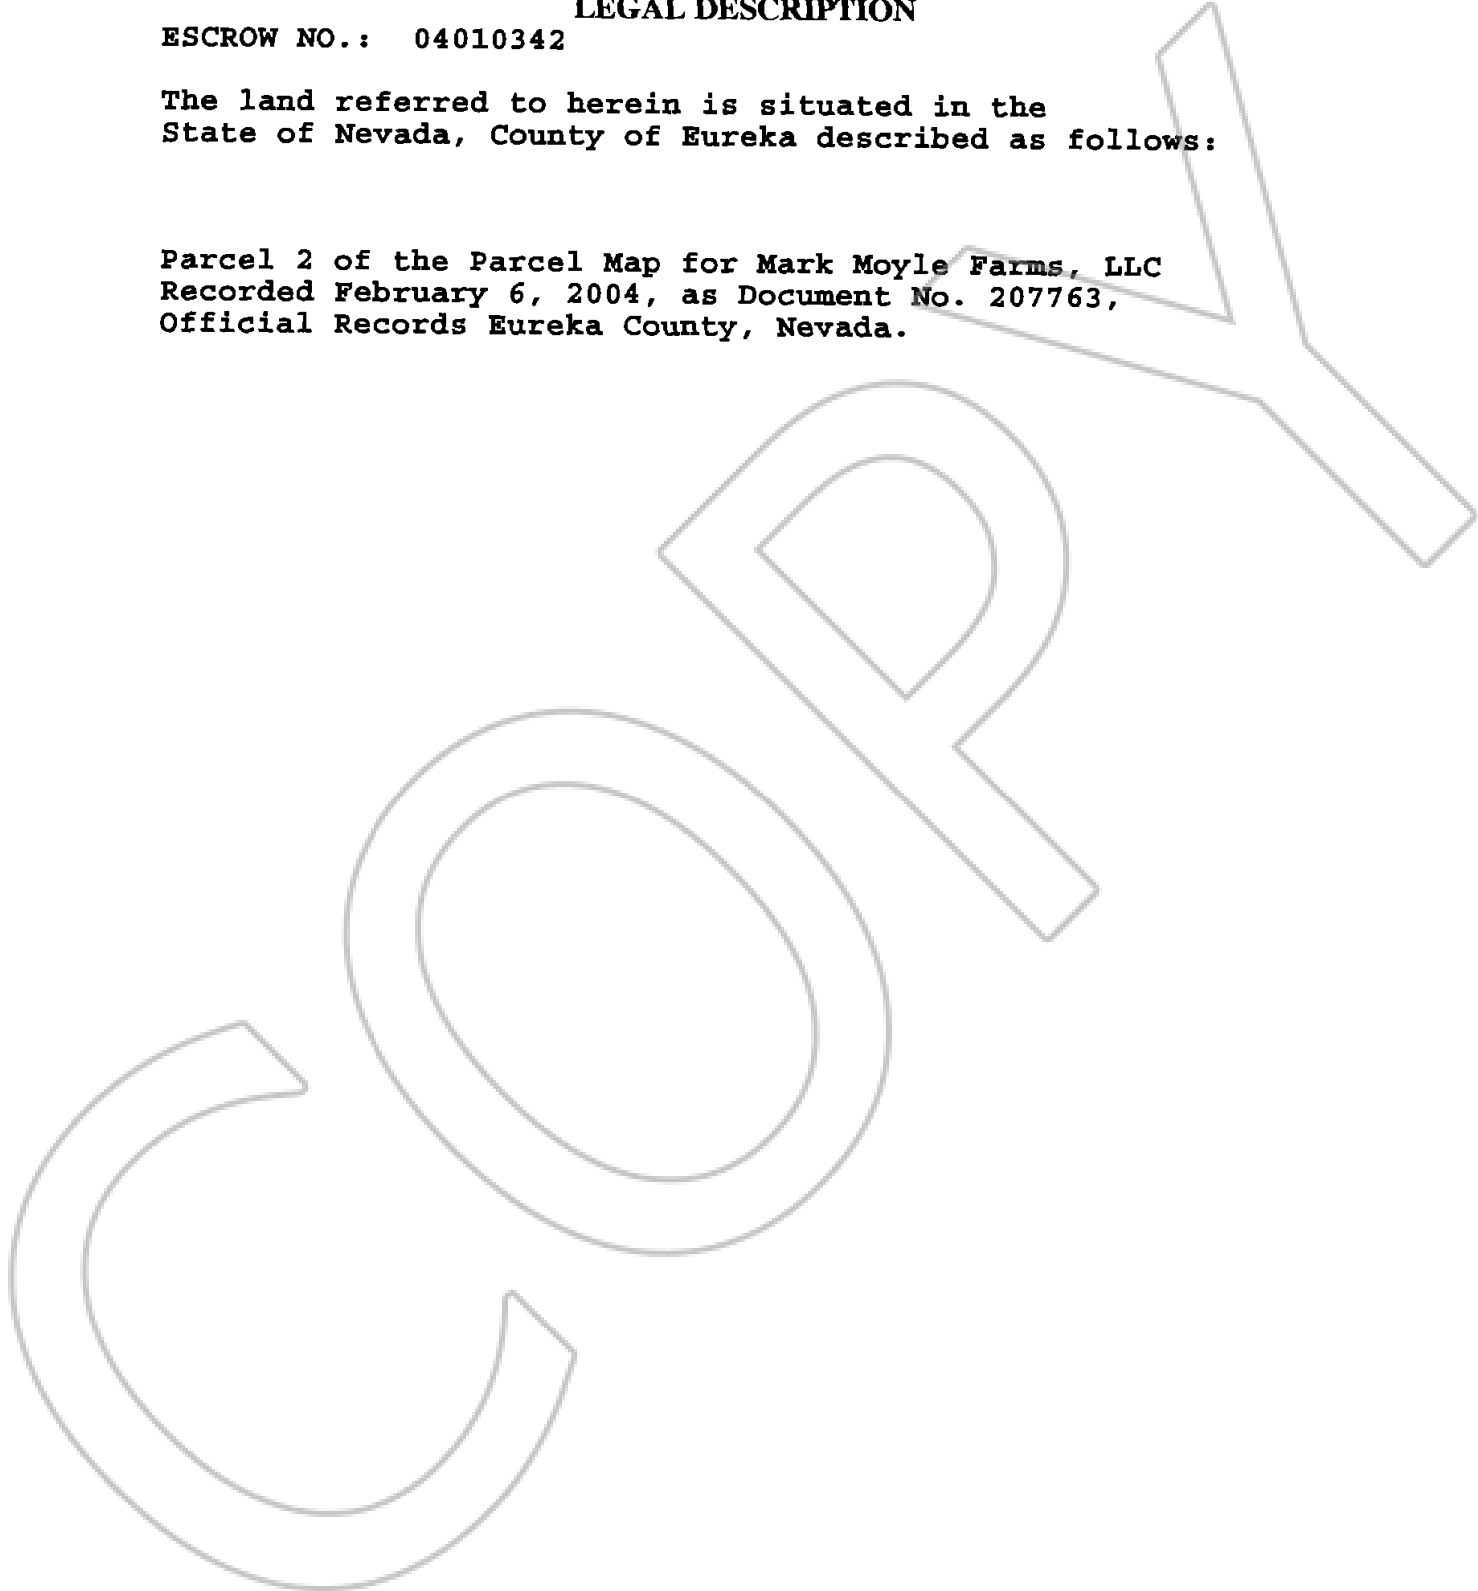 LEGAL DESCRIPTION
ESCROW NO.: 04010342
The land referred to herein is situated in the
State of Nevada, County of Eureka described as follows:
Parcel 2 of the Parcel Map for Mark Moyle Farms, LLC
Recorded February 6, 2004, as Document No. 207763,
Official Records Eureka County, Nevada.
COPY